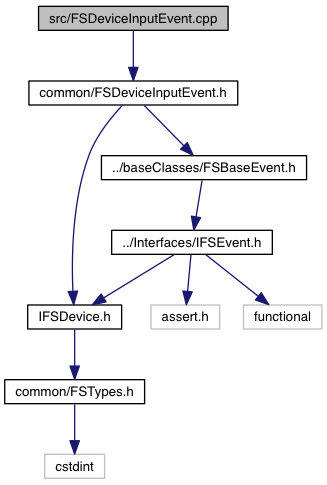 src/FSDeviceInputEvent.cpp
common/FSDeviceInputEvent.h
../baseClasses/FSBaseEvent.h
../Interfaces/IFSEvent.h
IFSDevice.h
assert.h
functional
common/FSTypes.h
cstdint